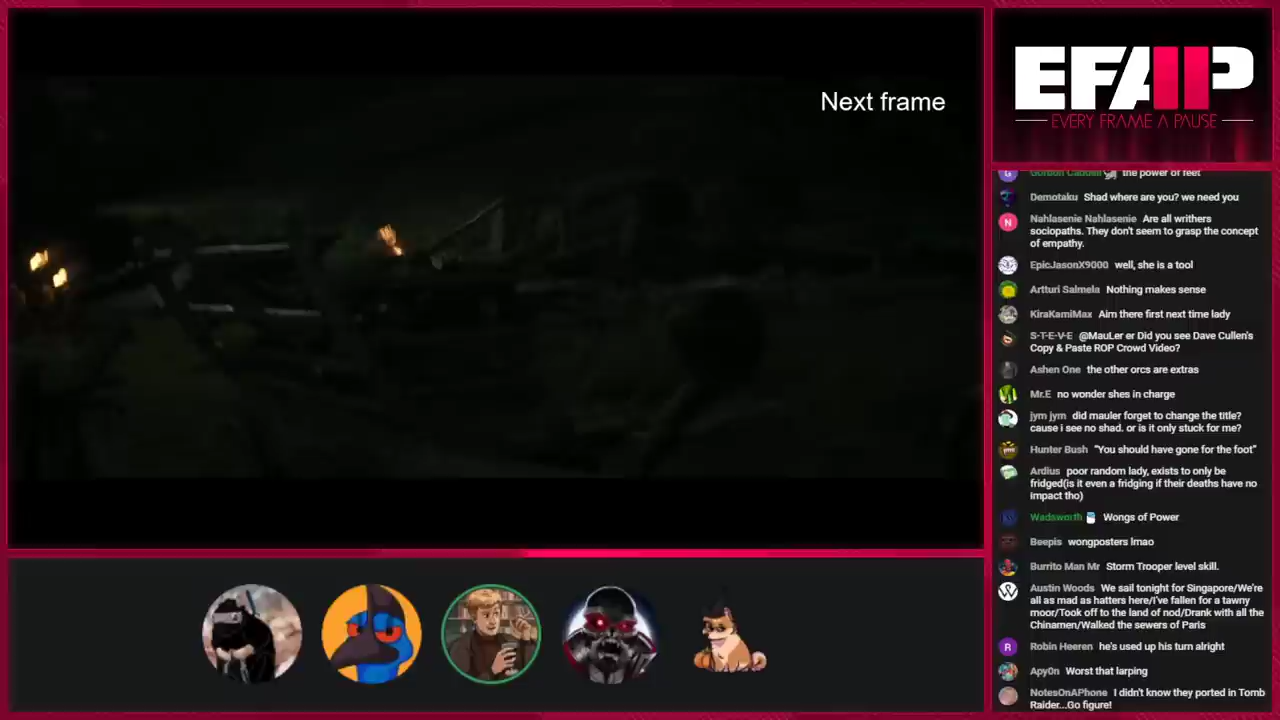 Next frame
EFAP
EVERY FRAME A PAUSE
Gordon Caddell the power of feet
Demotaku Shad where are you? we need you
Nahlasenie Nahlasenie Are all writhers
sociopaths. They don't seem to grasp the concept
of empathy.
EpicJasonX9000 well, she is a tool
Artturi Salmela Nothing makes sense
KiraKamiMax Aim there first next time lady
S-T-E-V-E @MauLer er Did you see Dave Cullen's
Copy & Paste ROP Crowd Video?
Ashen One the other orcs are extras
Mr.E no wonder shes in charge
jym jym did mauler forget to change the title?
cause i see no shad. or is it only stuck for me?
Hunter Bush “You should have gone for the foot”
Ardius poor random lady, exists to only be
fridged(is it even a fridging if their deaths have no
impact tho)
Wadsworth Wongs of Power
Beepis wongposters lmao
Burrito Man Mr Storm Trooper level skill.
Austin Woods We sail tonight for Singapore/We're
all as mad as hatters here/I've fallen for a tawny
moor/Took off to the land of nod/Drank with all the
Chinamen/Walked the sewers of Paris
Robin Heeren he's used up his turn alright
Apy0n Worst that larping
NotesOnAPhone I didn't know they ported in Tomb
Raider...Go figure!